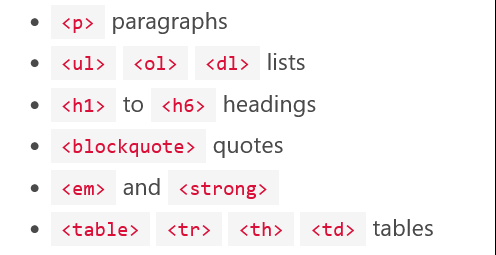 • <p> paragraphs
• <ul> <ol> <dl> lists
• <h1> to <h6> headings
• <blockquote> quotes
• <em> and <strong>
• <table> <tr> <th> <td> tables